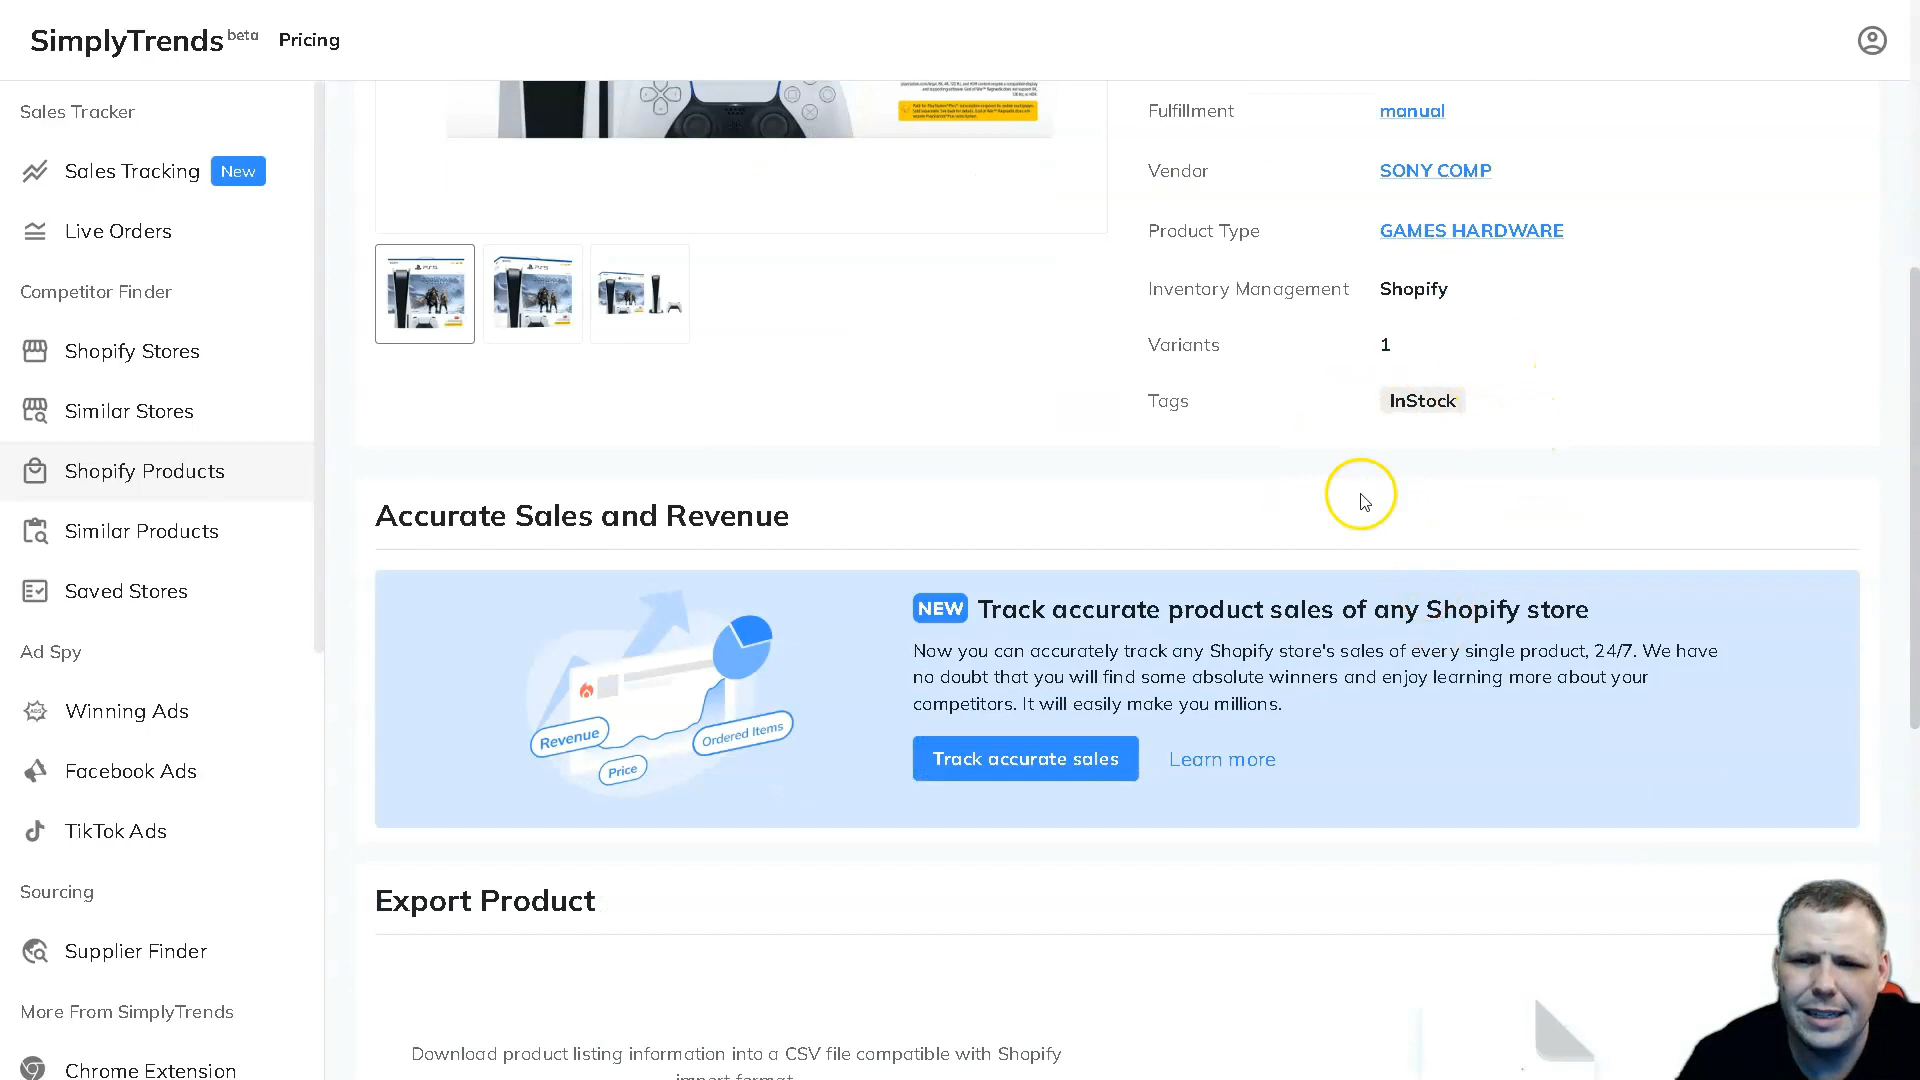 SimplyTrends beta
Pricing
Sales Tracker
Sales Tracking New
Live Orders
Competitor Finder
Shopify Stores
Similar Stores
Shopify Products
Similar Products
Saved Stores
Ad Spy
Winning Ads
Facebook Ads
TikTok Ads
Sourcing
Supplier Finder
More From SimplyTrends
Chrome Extension
Fulfillment manual
Vendor SONY COMP
Product Type GAMES HARDWARE
Inventory Management Shopify
Variants 1
Tags InStock
Accurate Sales and Revenue
Revenue
Price
Ordered Items
NEW Track accurate product sales of any Shopify store
Now you can accurately track any Shopify store's sales of every single product, 24/7. We have
no doubt that you will find some absolute winners and enjoy learning more about your
competitors. It will easily make you millions.
Track accurate sales Learn more
Export Product
Download product listing information into a CSV file compatible with Shopify
import format